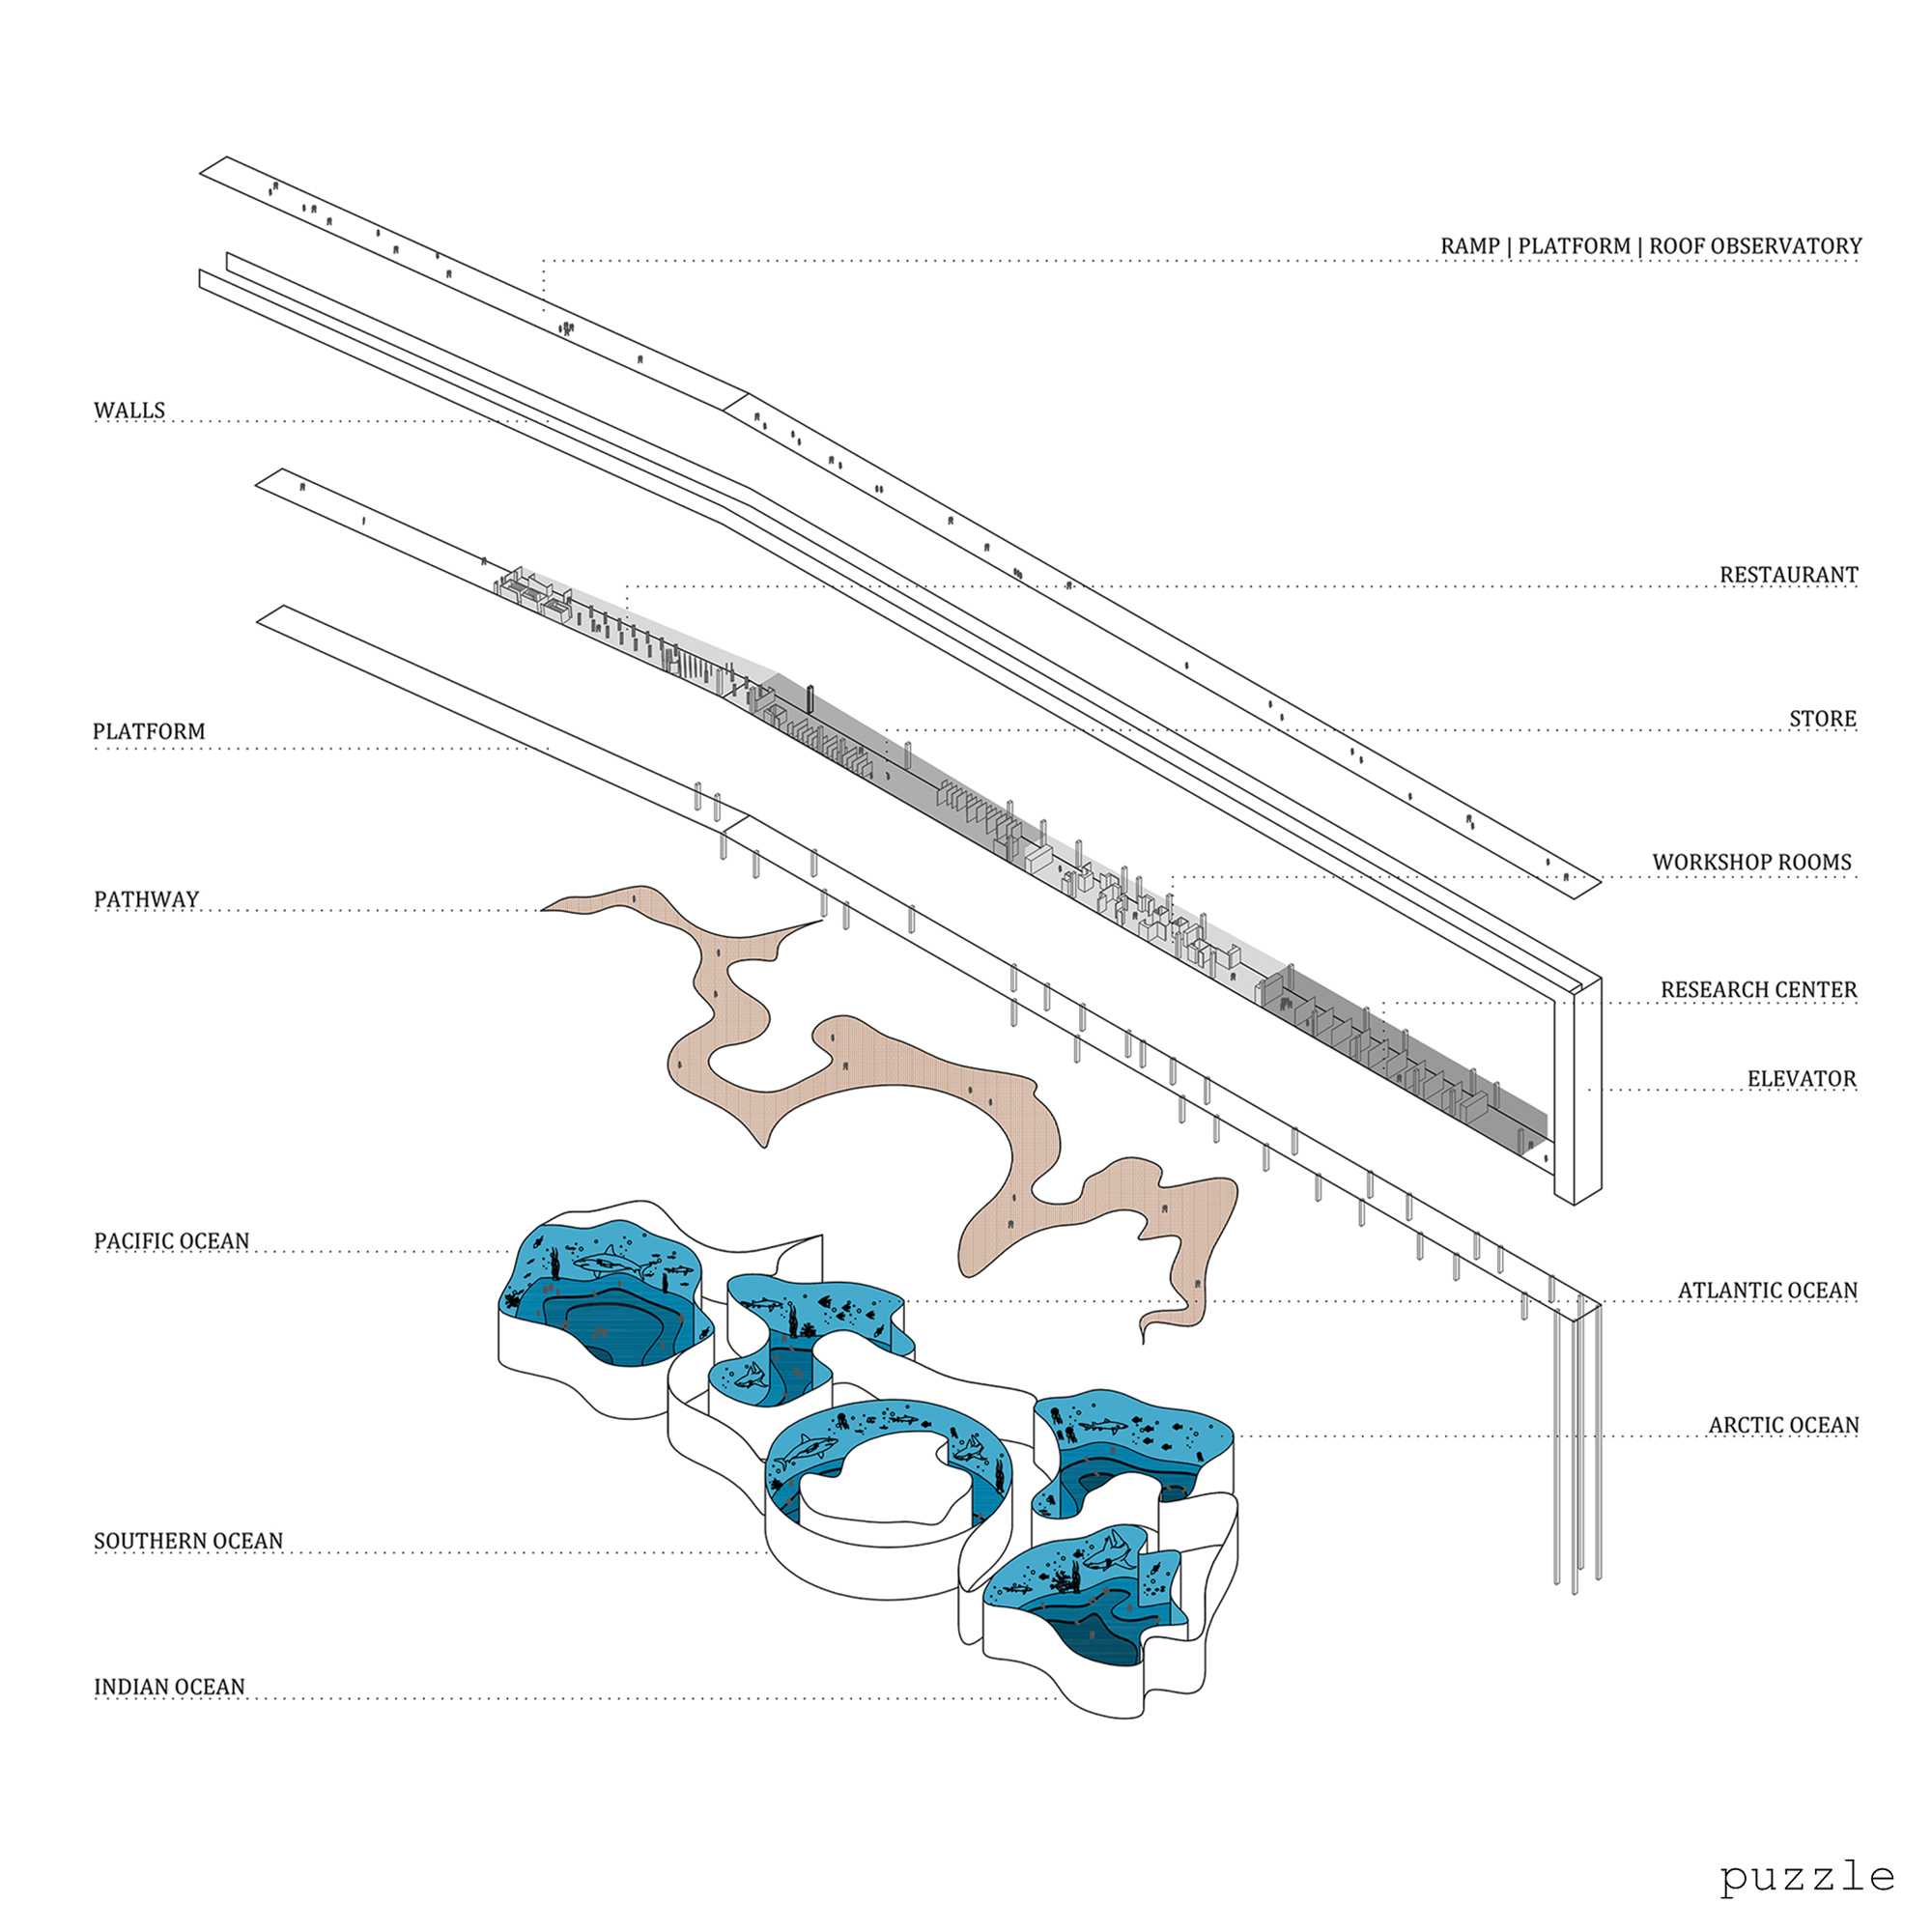 RAMP | PLATFORM | ROOF OBSERVATORY
WALLS
RESTAURANT
STORE
PLATFORM
WORKSHOP ROOMS
PATHWAY
RESEARCH CENTER
ELEVATOR
PACIFIC OCEAN
ATLANTIC OCEAN
ARCTIC OCEAN
SOUTHERN OCEAN
INDIAN OCEAN
puzzle